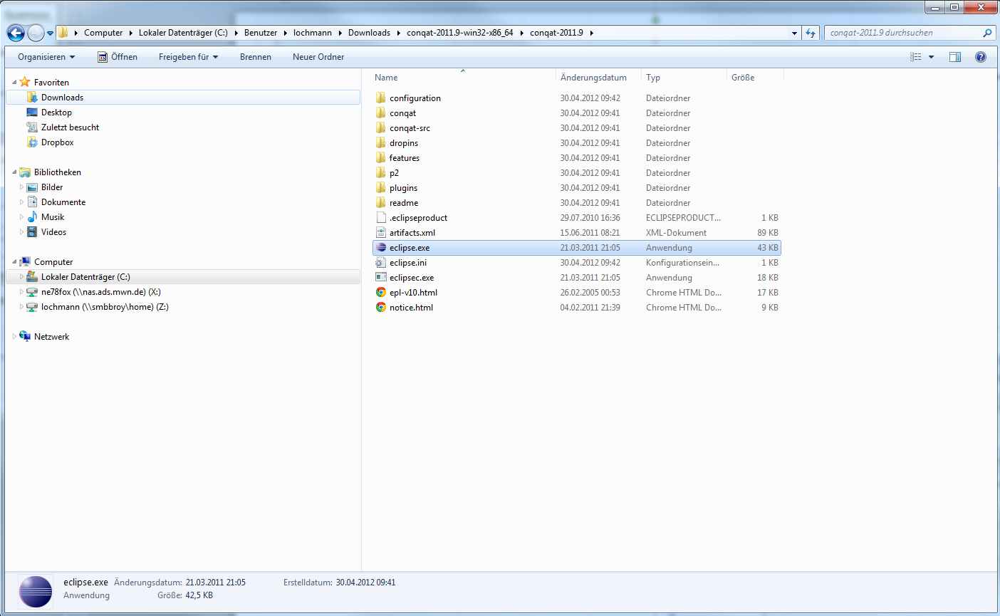 Computer Lokaler Datenträger (C:) Benutzer lochmann Downloads conqat-2011.9-win32-x86_64 conqat-2011.9 conqat-2011.9 durchsuchen
Organisieren Öffnen Freigeben für Brennen Neuer Ordner
Favoriten
Downloads
Desktop
Zuletzt besucht
Dropbox
Bibliotheken
Bilder
Dokumente
Musik
Videos
Computer
Lokaler Datenträger (C:)
ne78fox (\\nas.ads.mwn.de) (X:)
lochmann (\\smbbroy\home) (Z:)
Netzwerk
Name Änderungsdatum Typ Größe
configuration 30.04.2012 09:42 Dateiordner
conqat 30.04.2012 09:41 Dateiordner
conqat-src 30.04.2012 09:41 Dateiordner
dropins 30.04.2012 09:41 Dateiordner
features 30.04.2012 09:41 Dateiordner
p2 30.04.2012 09:41 Dateiordner
plugins 30.04.2012 09:41 Dateiordner
readme 30.04.2012 09:41 Dateiordner
.eclipseproduct 29.07.2010 16:36 ECLIPSEPRODUCT... 1 KB
artifacts.xml 15.06.2011 08:21 XML-Dokument 89 KB
eclipse.exe 21.03.2011 21:05 Anwendung 43 KB
eclipse.ini 30.04.2012 09:42 Konfigurationsein... 1 KB
eclipsec.exe 21.03.2011 21:05 Anwendung 18 KB
epl-v10.html 26.02.2005 00:53 Chrome HTML Do... 17 KB
notice.html 04.02.2011 21:39 Chrome HTML Do... 9 KB
eclipse.exe Änderungsdatum: 21.03.2011 21:05 Erstelldatum: 30.04.2012 09:41
Anwendung Größe: 42,5 KB